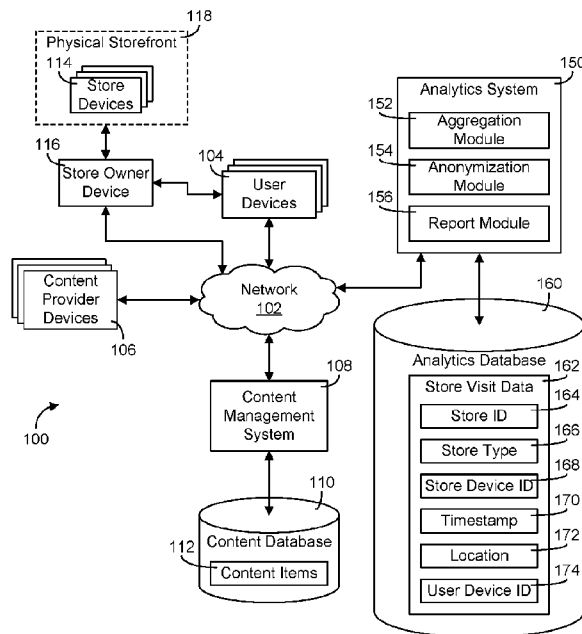 118
Physical Storefront
114
Store
Devices
116
Store Owner
Device
104
User
Devices
150
Analytics System
152
Aggregation
Module
154
Anonymization
Module
156
Report Module
Network
102
Content
Provider
Devices
106
160
Analytics Database
108
Content
Management
System
100
162
Store Visit Data
164
Store ID
166
Store Type
168
Store Device ID
170
Timestamp
172
Location
174
User Device ID
110
Content Database
112
Content Items